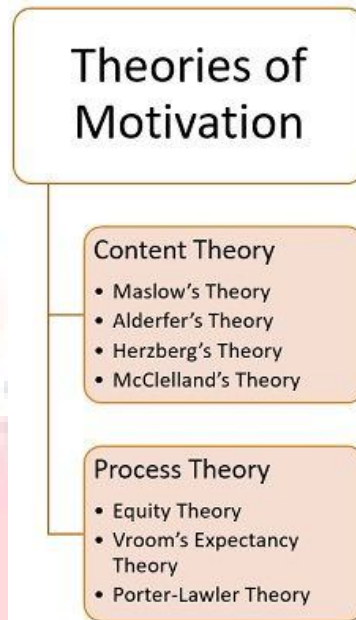 Theories of
Motivation
Content Theory
• Maslow's Theory
• Alderfer's Theory
• Herzberg's Theory
• McClelland's Theory
Process Theory
• Equity Theory
• Vroom's Expectancy
Theory
• Porter-Lawler Theory